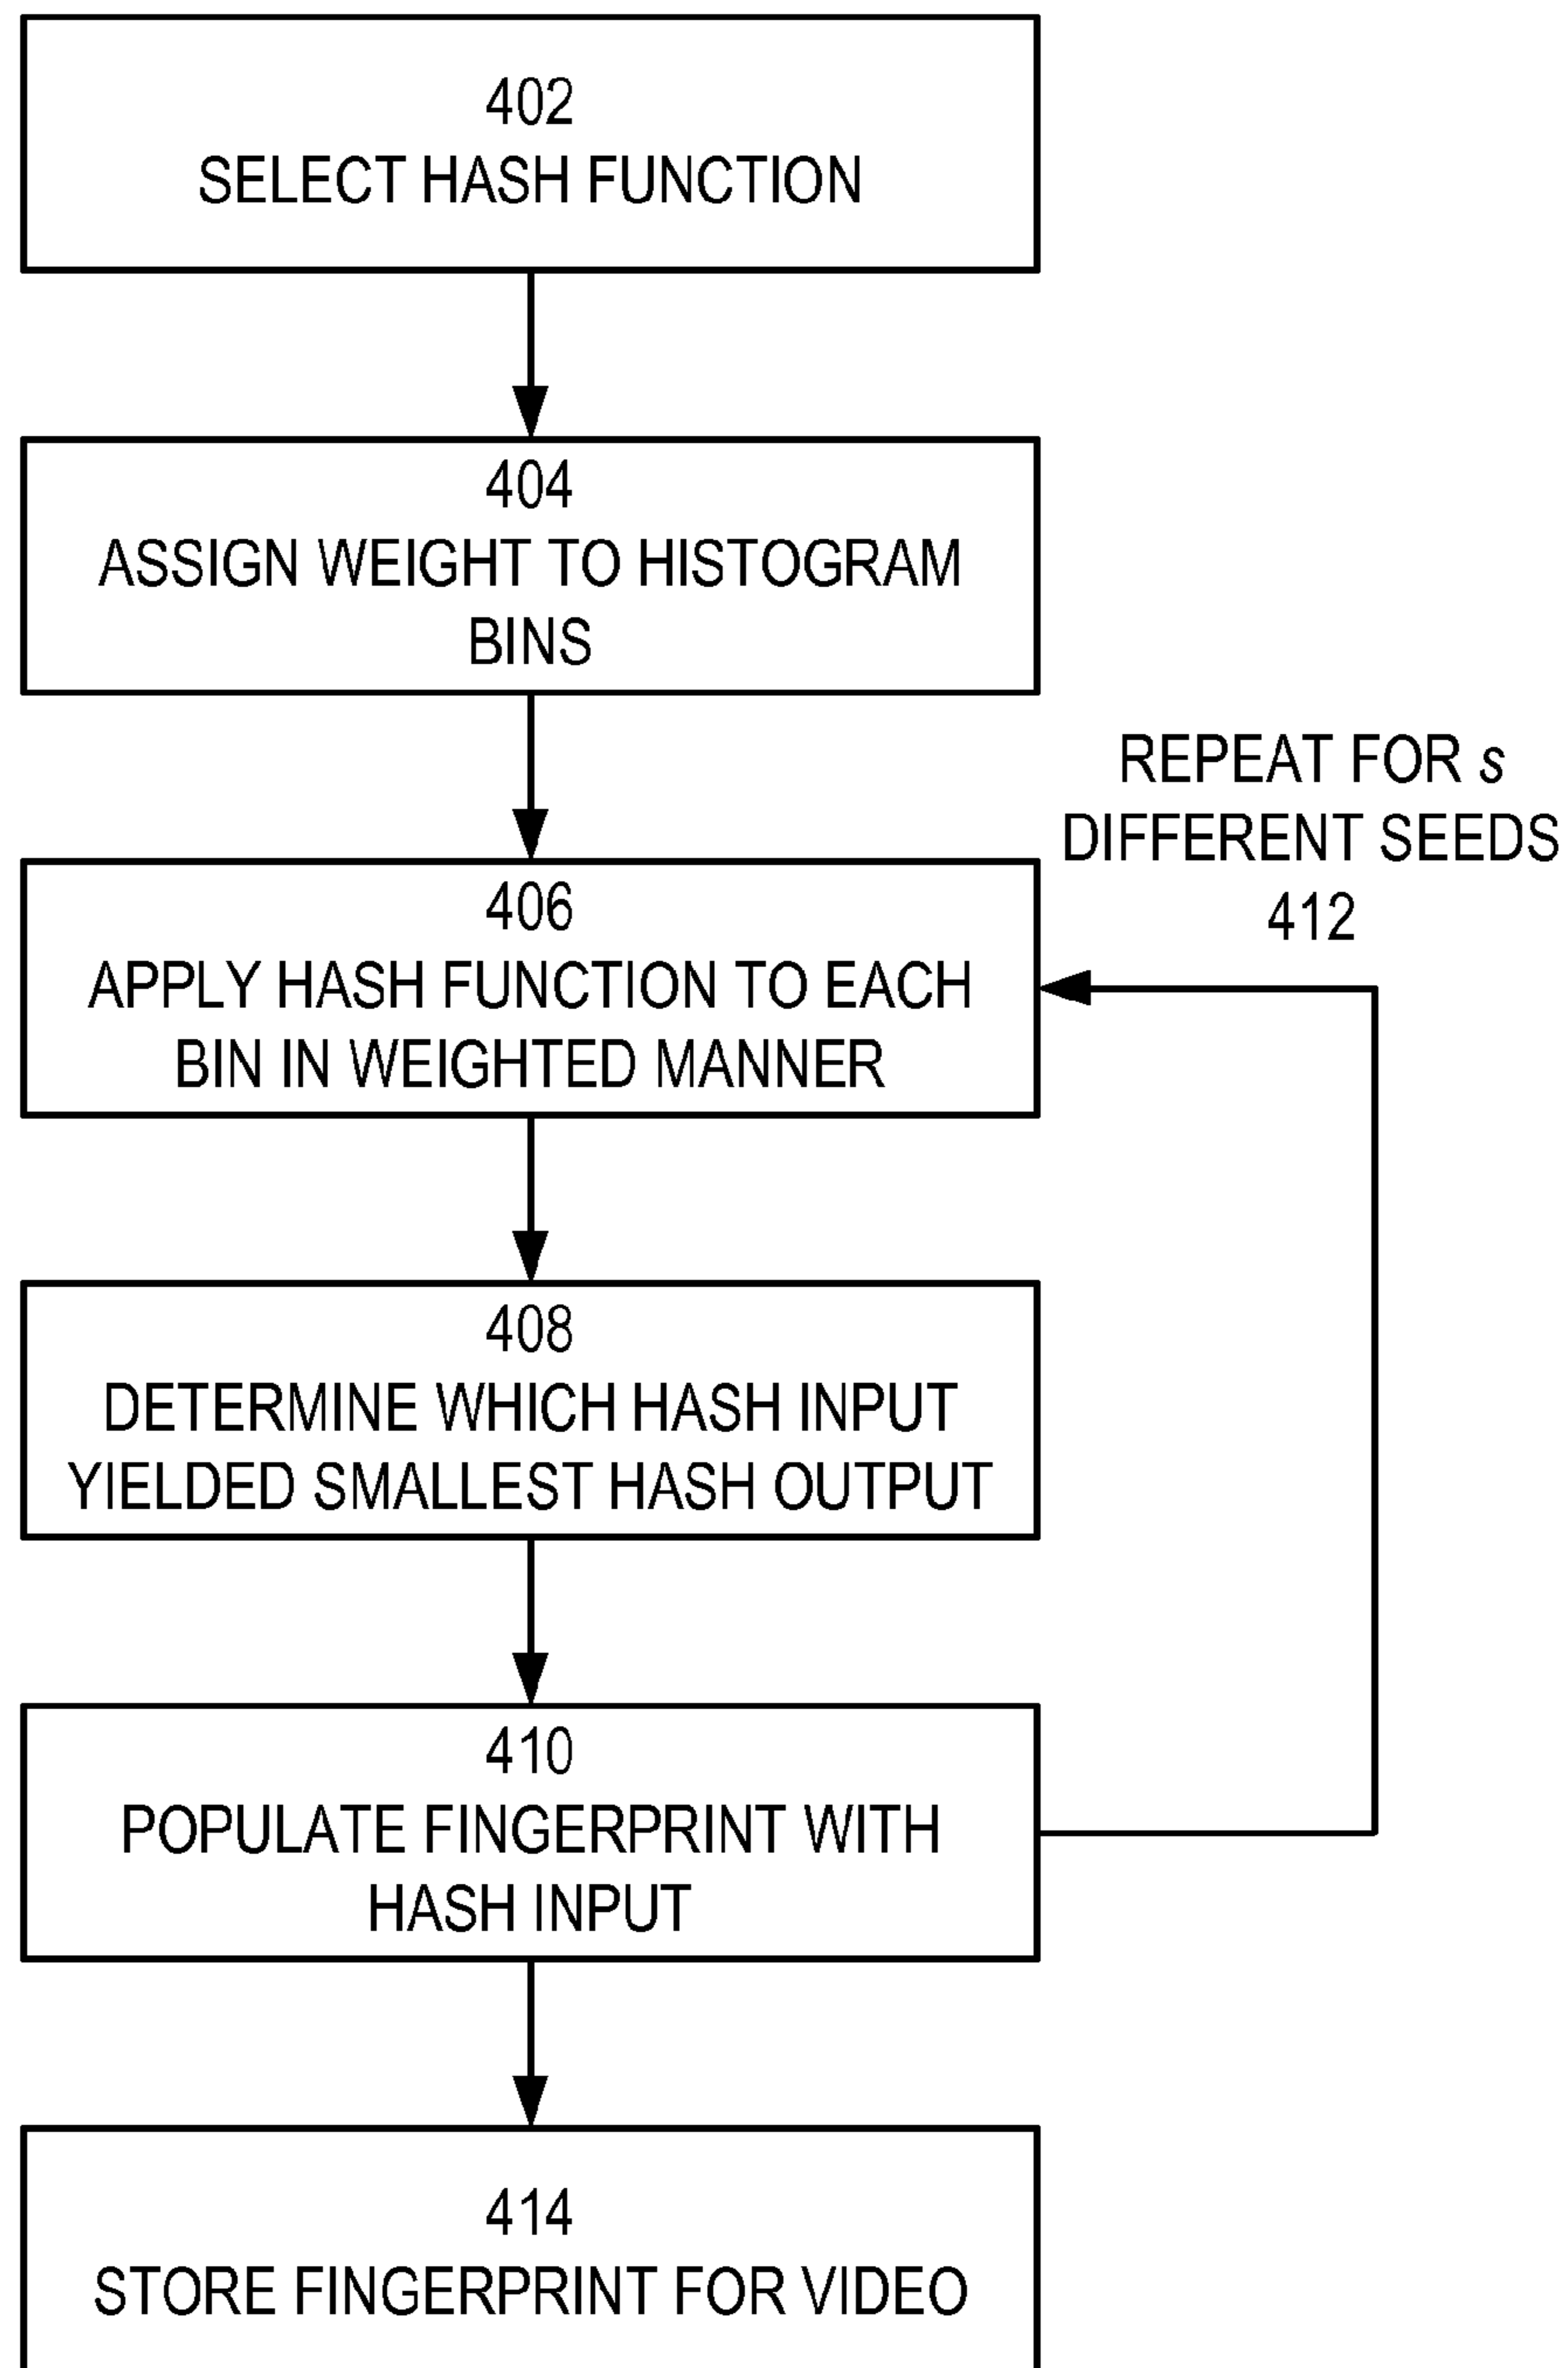 402
SELECT HASH FUNCTION
404
ASSIGN WEIGHT TO HISTOGRAM
BINS
REPEAT FOR s
DIFFERENT SEEDS
412
406
APPLY HASH FUNCTION TO EACH
BIN IN WEIGHTED MANNER
408
DETERMINE WHICH HASH INPUT
YIELDED SMALLEST HASH OUTPUT
410
POPULATE FINGERPRINT WITH
HASH INPUT
414
STORE FINGERPRINT FOR VIDEO